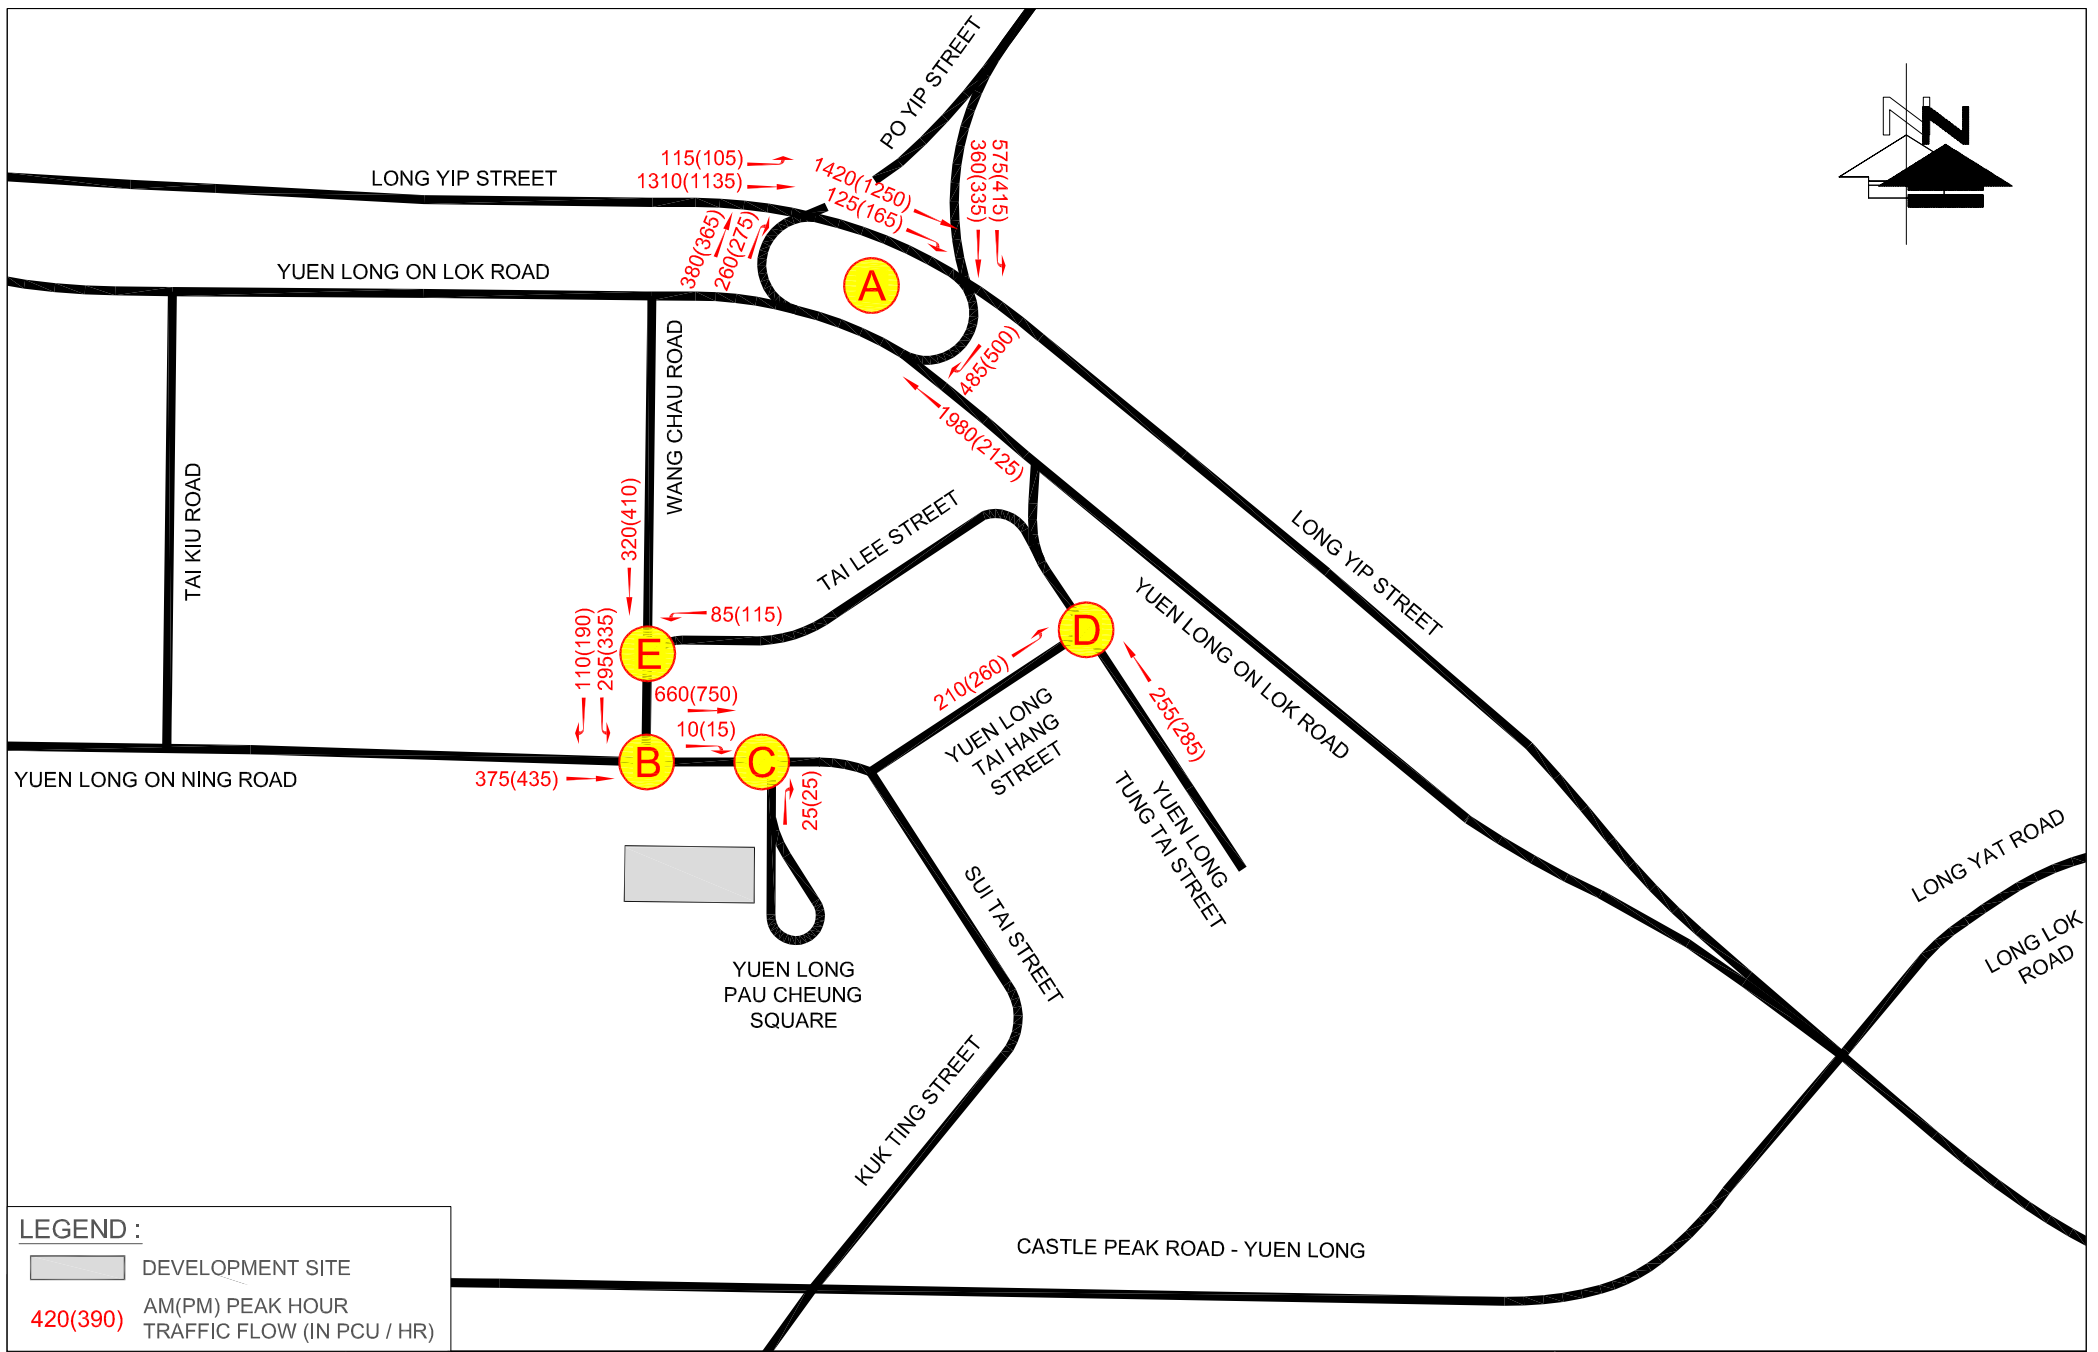 PO YIP STREET
N
N
LONG YIP STREET
115(105)
1310(1135)
1420(1250)
125(165)
575(415)
360(335)
380(365)
260(275)
YUEN LONG ON LOK ROAD
A
485(500)
1980(2125)
WANG CHAU ROAD
TAI KIU ROAD
320(410)
TAI LEE STREET
LONG YIP STREET
YUEN LONG ON LOK ROAD
85(115)
110(190)
295(335)
E
D
210(260)
255(285)
660(750)
10(15)
B
C
YUEN LONG ON NING ROAD
375(435)
25(25)
YUEN LONG
TAI HANG
STREET
YUEN LONG
TUNG TAI STREET
SUI TAI STREET
LONG YAT ROAD
LONG LOK
ROAD
YUEN LONG
PAU CHEUNG
SQUARE
KUK TING STREET
CASTLE PEAK ROAD - YUEN LONG
LEGEND :
DEVELOPMENT SITE
420(390)
AM(PM) PEAK HOUR
TRAFFIC FLOW (IN PCU / HR)